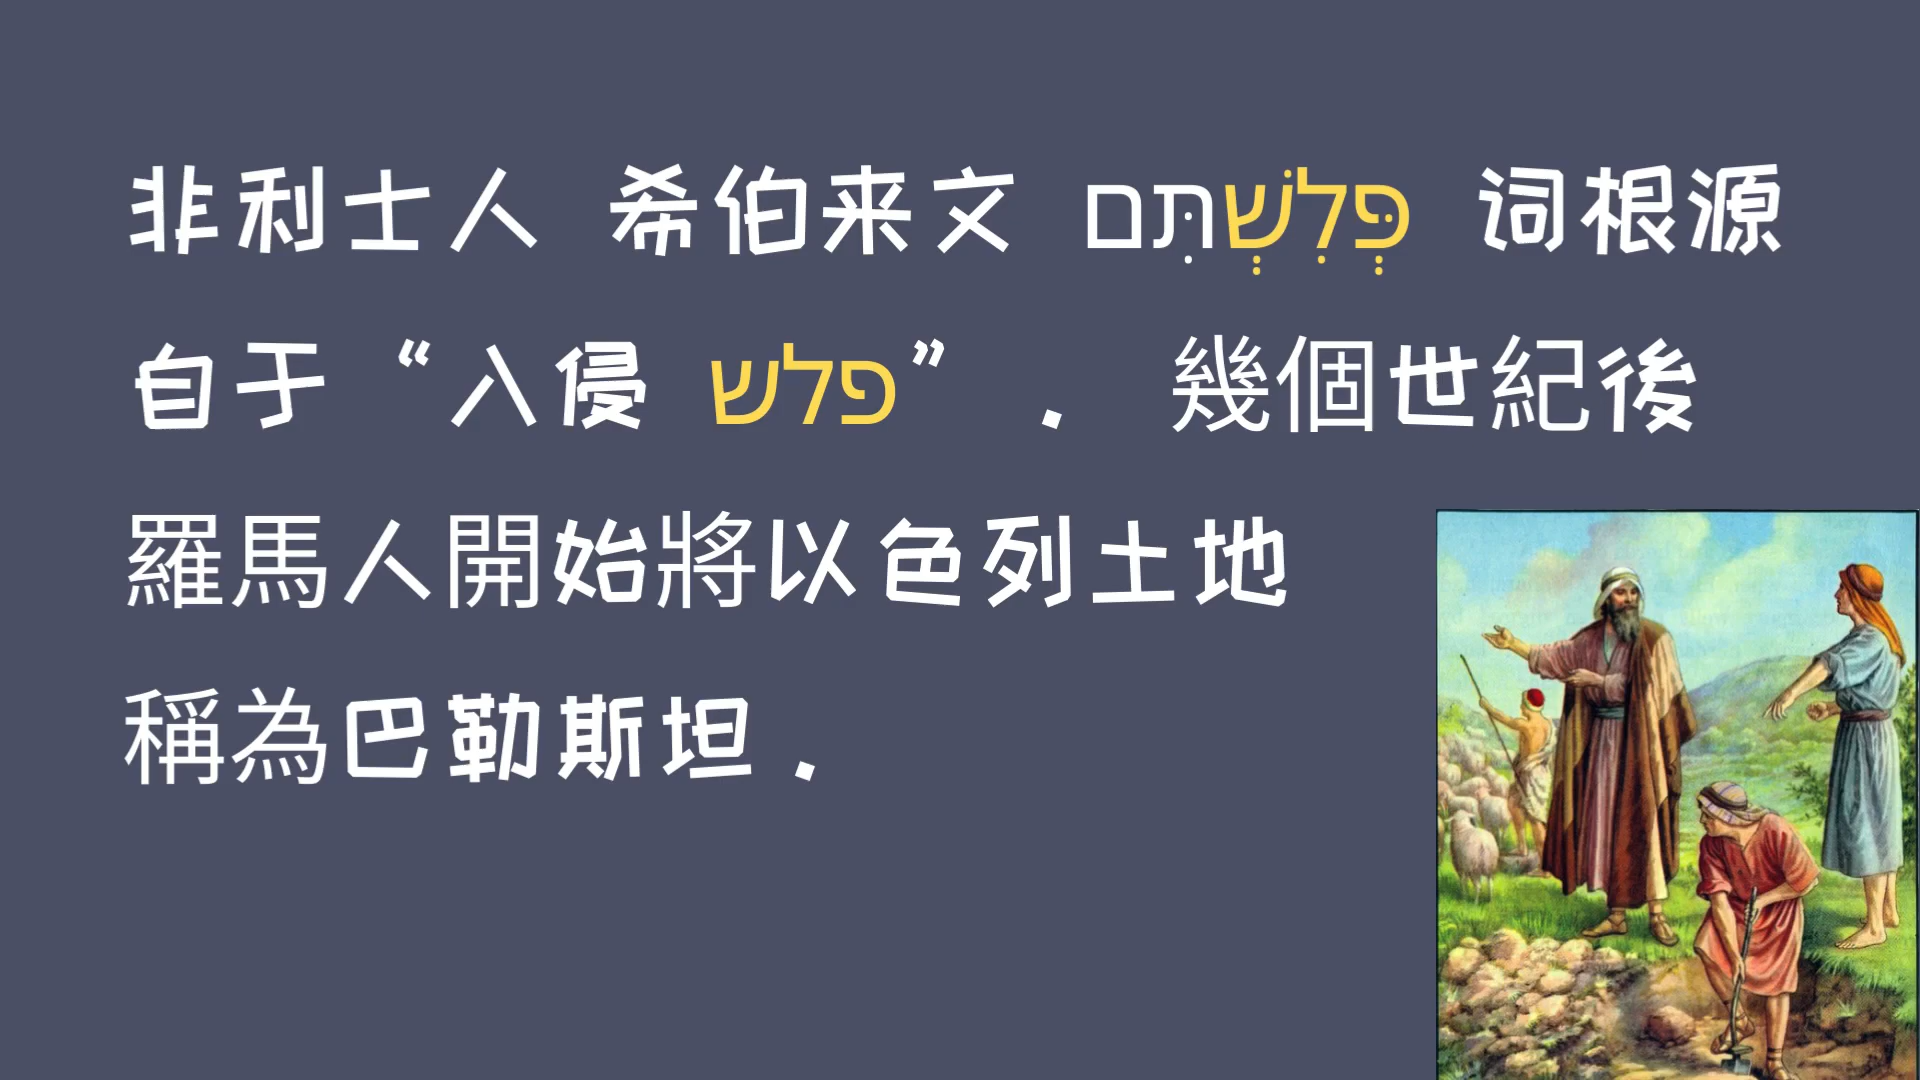 非利士人 希伯来文 פְּלִשְׁתִּם 词根源
自于“入侵 פלש”. 幾個世紀後
羅馬人開始將以色列土地
稱為巴勒斯坦.